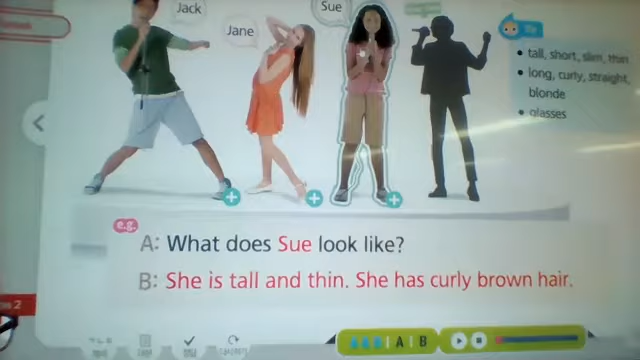 Jack
Sue
Jane
• tall, short, slim, thin
• long, curly, straight,
blonde
• glasses
e.g.
A: What does Sue look like?
B: She is tall and thin. She has curly brown hair.
A | B